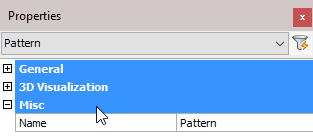 Properties
Pattern
General
3D Visualization
Misc
Name Pattern